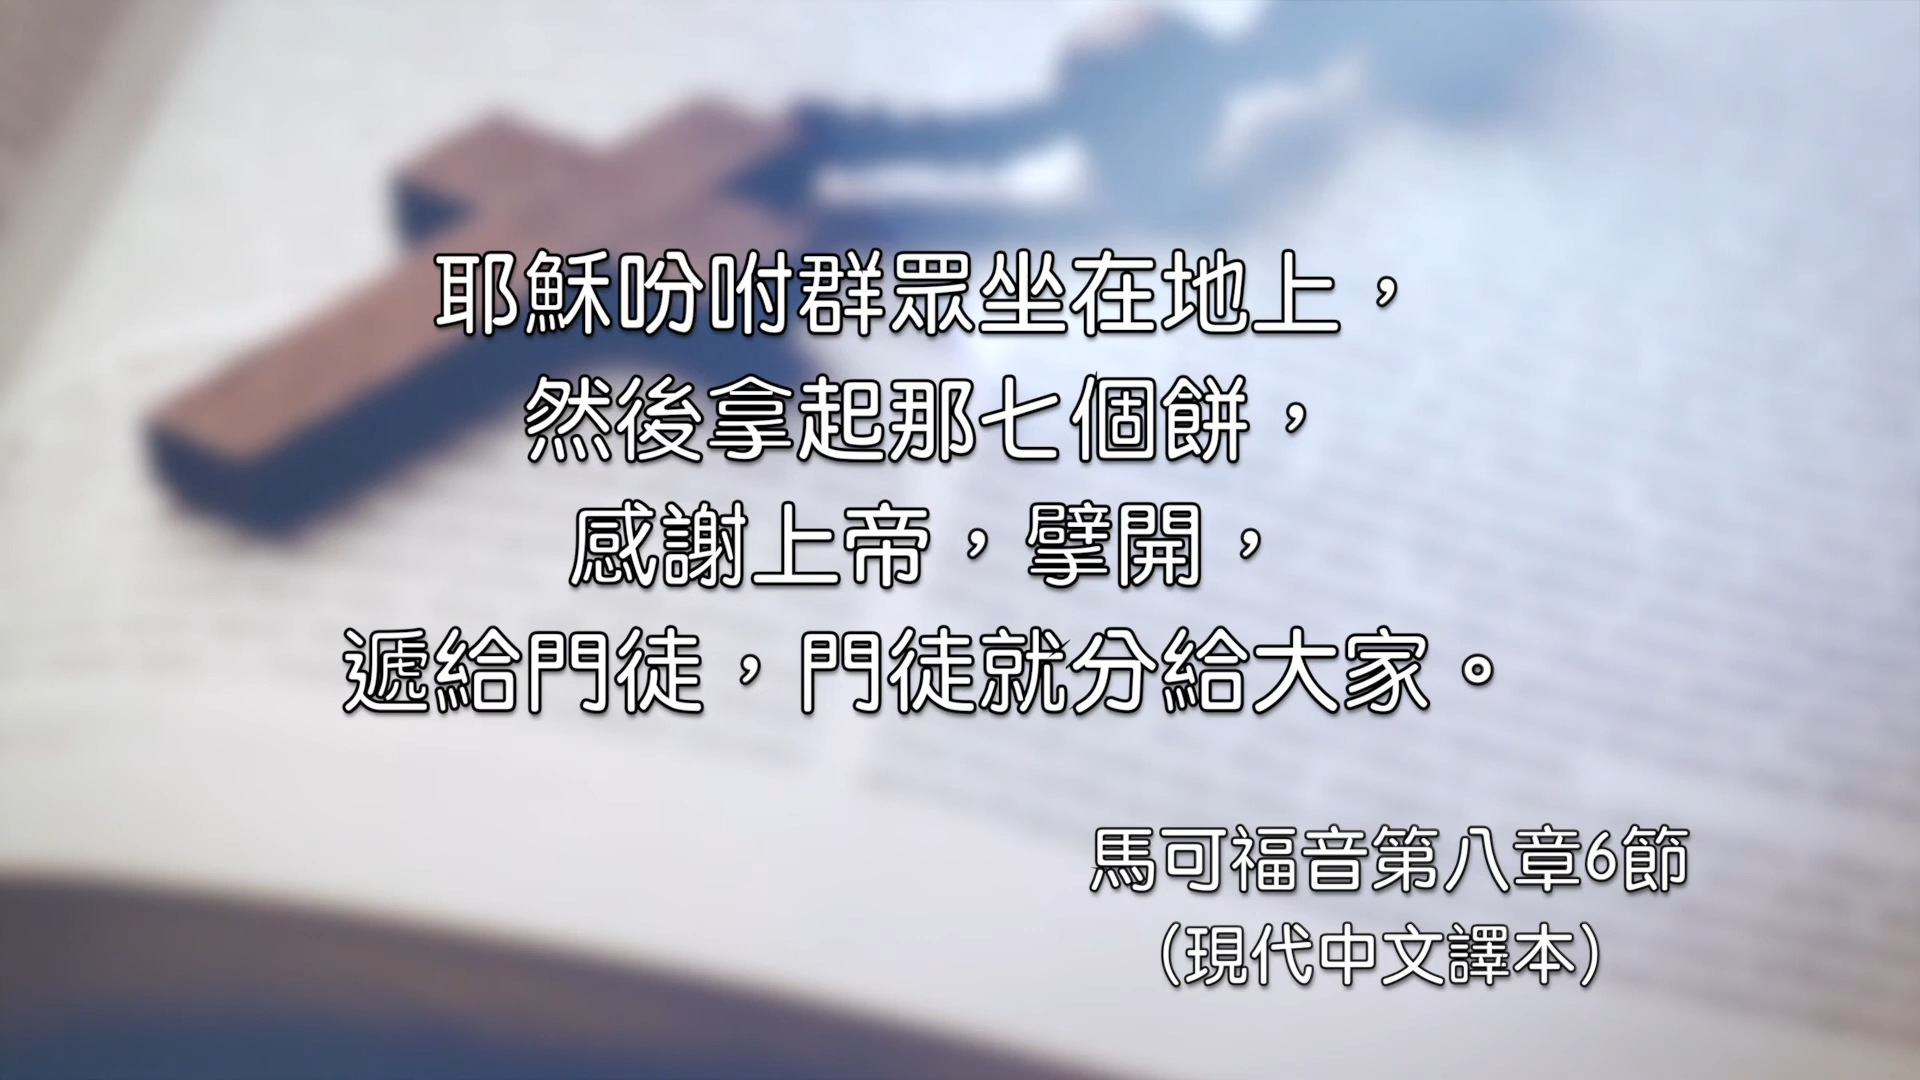 耶穌吩咐群眾坐在地上，
然後拿起那七個餅，
感謝上帝，擘開，
遞給門徒，門徒就分給大家。
馬可福音第八章6節
（現代中文譯本）